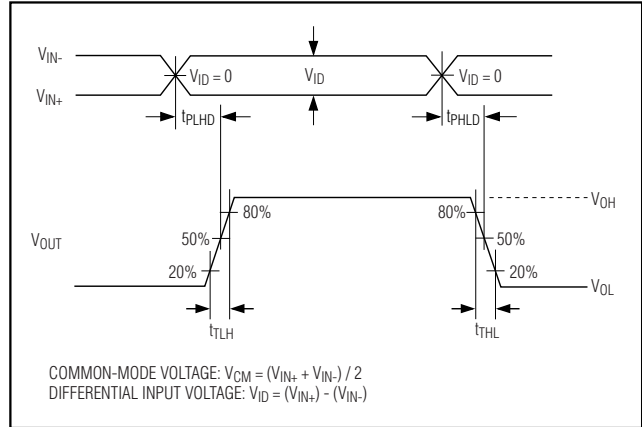 V_IN-
V_ID = 0
V_ID
V_ID = 0
V_IN+
t_PLHD
t_PHLD
80%
80%
V_OH
V_OUT
50%
50%
20%
20%
V_OL
t_TLH
t_THL
COMMON-MODE VOLTAGE: V_CM = (V_IN+ + V_IN-) / 2
DIFFERENTIAL INPUT VOLTAGE: V_ID = (V_IN+) - (V_IN-)